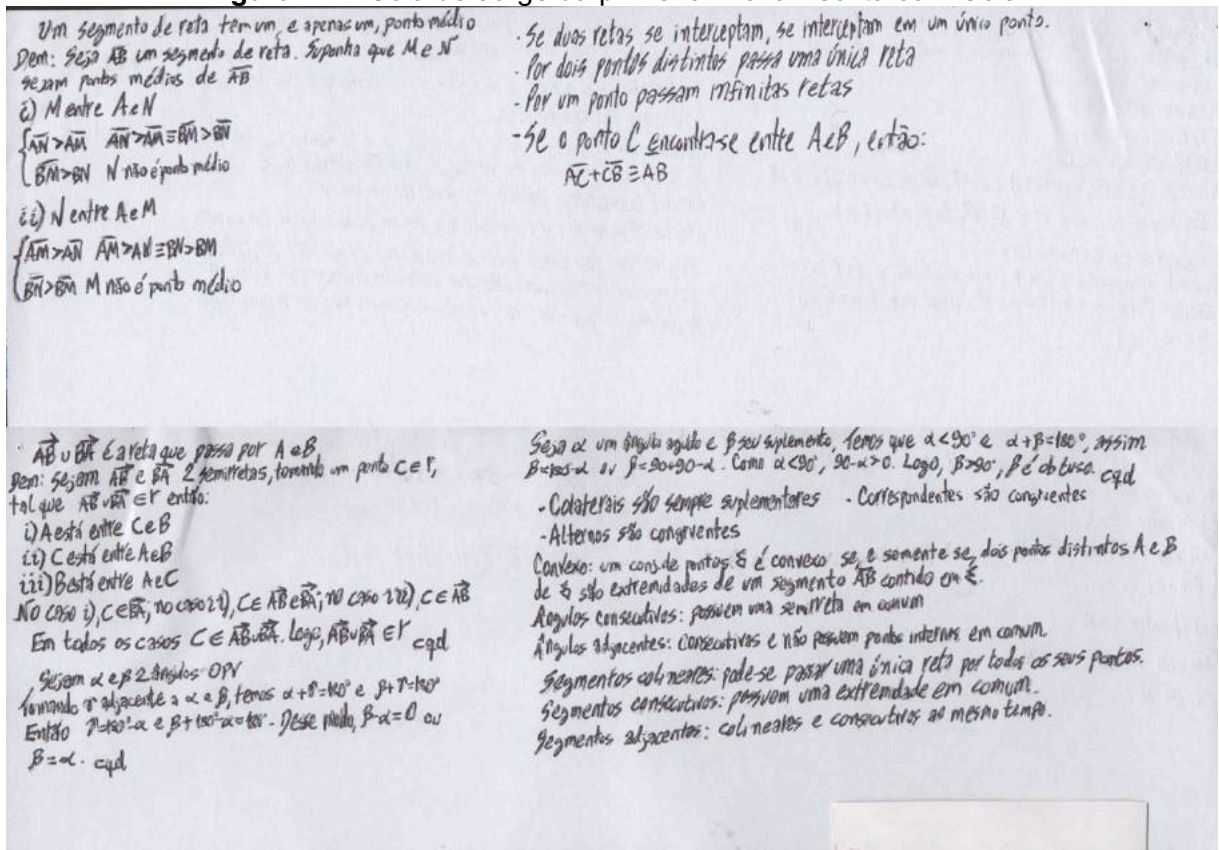 Um segmento de reta tem um, e apenas um, ponto médio
Dem: Seja AB um segmento de reta. Suponha que M e N
sejam pontos médios de AB
i) M entre A e N
AN>AM AN>AM≡BM>BN
BM>BN N não é ponto médio
ii) N entre A e M
AM>AN AM>AN≡BN>BM
BN>BM M não é ponto médio
- Se duas retas se interceptam, se interceptam em um único ponto.
- Por dois pontos distintos passa uma única reta
- Por um ponto passam infinitas retas
- Se o ponto C encontra-se entre A e B, então:
AC+CB≡AB
AB∪BA é a reta que passa por A e B.
Dem: Sejam AB e BA 2 semirretas, tomando um ponto C∈r,
tal que AB∪BA∈r então:
i) A está entre C e B
ii) C está entre A e B
iii) B está entre A e C
No caso i), C∈BA; no caso ii), C∈AB e BA; no caso iii), C∈AB
Em todos os casos C∈AB∪BA. Logo, AB∪BA∈r cqd
Sejam α e β 2 ângulos OPV
Tomando γ adjacente a α e β, temos α+γ=180° e β+γ=180°
Então γ=180°-α e β+180°-α=180°. Desse modo, β-α=0 ou
β=α. cqd
Seja α um ângulo agudo e β seu suplemento, temos que α<90° e α+β=180°, assim
β=180-α ou β=90+90-α. Como α<90°, 90-α>0. Logo, β>90°, β é obtuso. cqd
- Colaterais são sempre suplementares - Correspondentes são congruentes
- Alternos são congruentes
Convexo: um conj. de pontos é convexo se, e somente se, dois pontos distintos A e B
de são extremidades de um segmento AB contido em
Ângulos consecutivos: possuem uma semirreta em comum
Ângulos adjacentes: consecutivos e não possuem pontos internos em comum.
Segmentos colineares: pode-se passar uma única reta por todos os seus pontos.
Segmentos consecutivos: possuem uma extremidade em comum.
Segmentos adjacentes: colineares e consecutivos ao mesmo tempo.